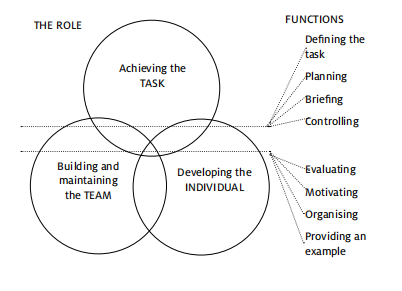 THE ROLE
FUNCTIONS
Achieving the
TASK
Building and
maintaining
the TEAM
Developing the
INDIVIDUAL
Defining the
task
Planning
Briefing
Controlling
Evaluating
Motivating
Organising
Providing an
example